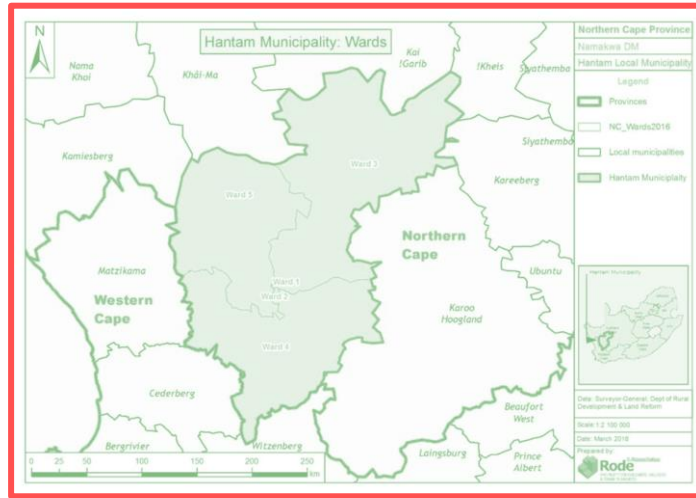 N
Hantam Municipality: Wards
Nama
Khoi
Khâi-Ma
Kai
!Garib
!Kheis
Siyathemba
Kamiesberg
Ward 3
Siyathemba
Kareeberg
Ward 5
Northern
Cape
Matzikama
Western
Cape
Ward 1
Ward 2
Ubuntu
Karoo
Hoogland
Ward 4
Cederberg
Beaufort
West
Bergrivier
Witzenberg
Laingsburg
Prince
Albert
0 25 50 100 150 200 250
km
Northern Cape Province
Namakwa DM
Hantam Local Municipality
Legend
Provinces
NC_Wards2016
Local municipalities
Hantam Municiplaity
Hantam Municipality
Data: Surveyor-General; Dept of Rural
Development & Land Reform
Scale:1:2 100 000
Date: March 2018
Prepared by:
Rode